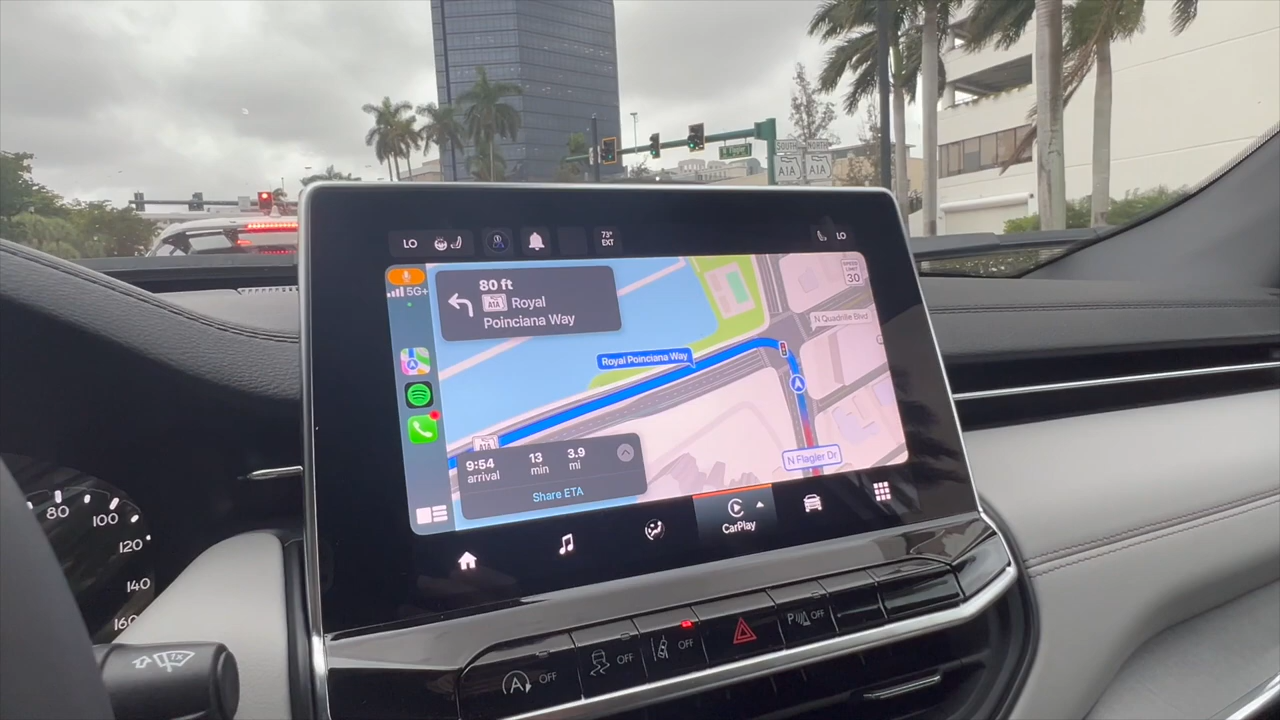 SOUTH
NORTH
A1A
A1A
LO
73°
EXT
LO
5G+
80 ft
A1A Royal
Poinciana Way
SPEED
LIMIT
30
N Quadrille Blvd
Royal Poinciana Way
A1A
9:54
arrival
13
min
3.9
mi
Share ETA
N Flagler Dr
CarPlay
80
100
120
140
160
1x
A OFF
OFF
OFF
P OFF